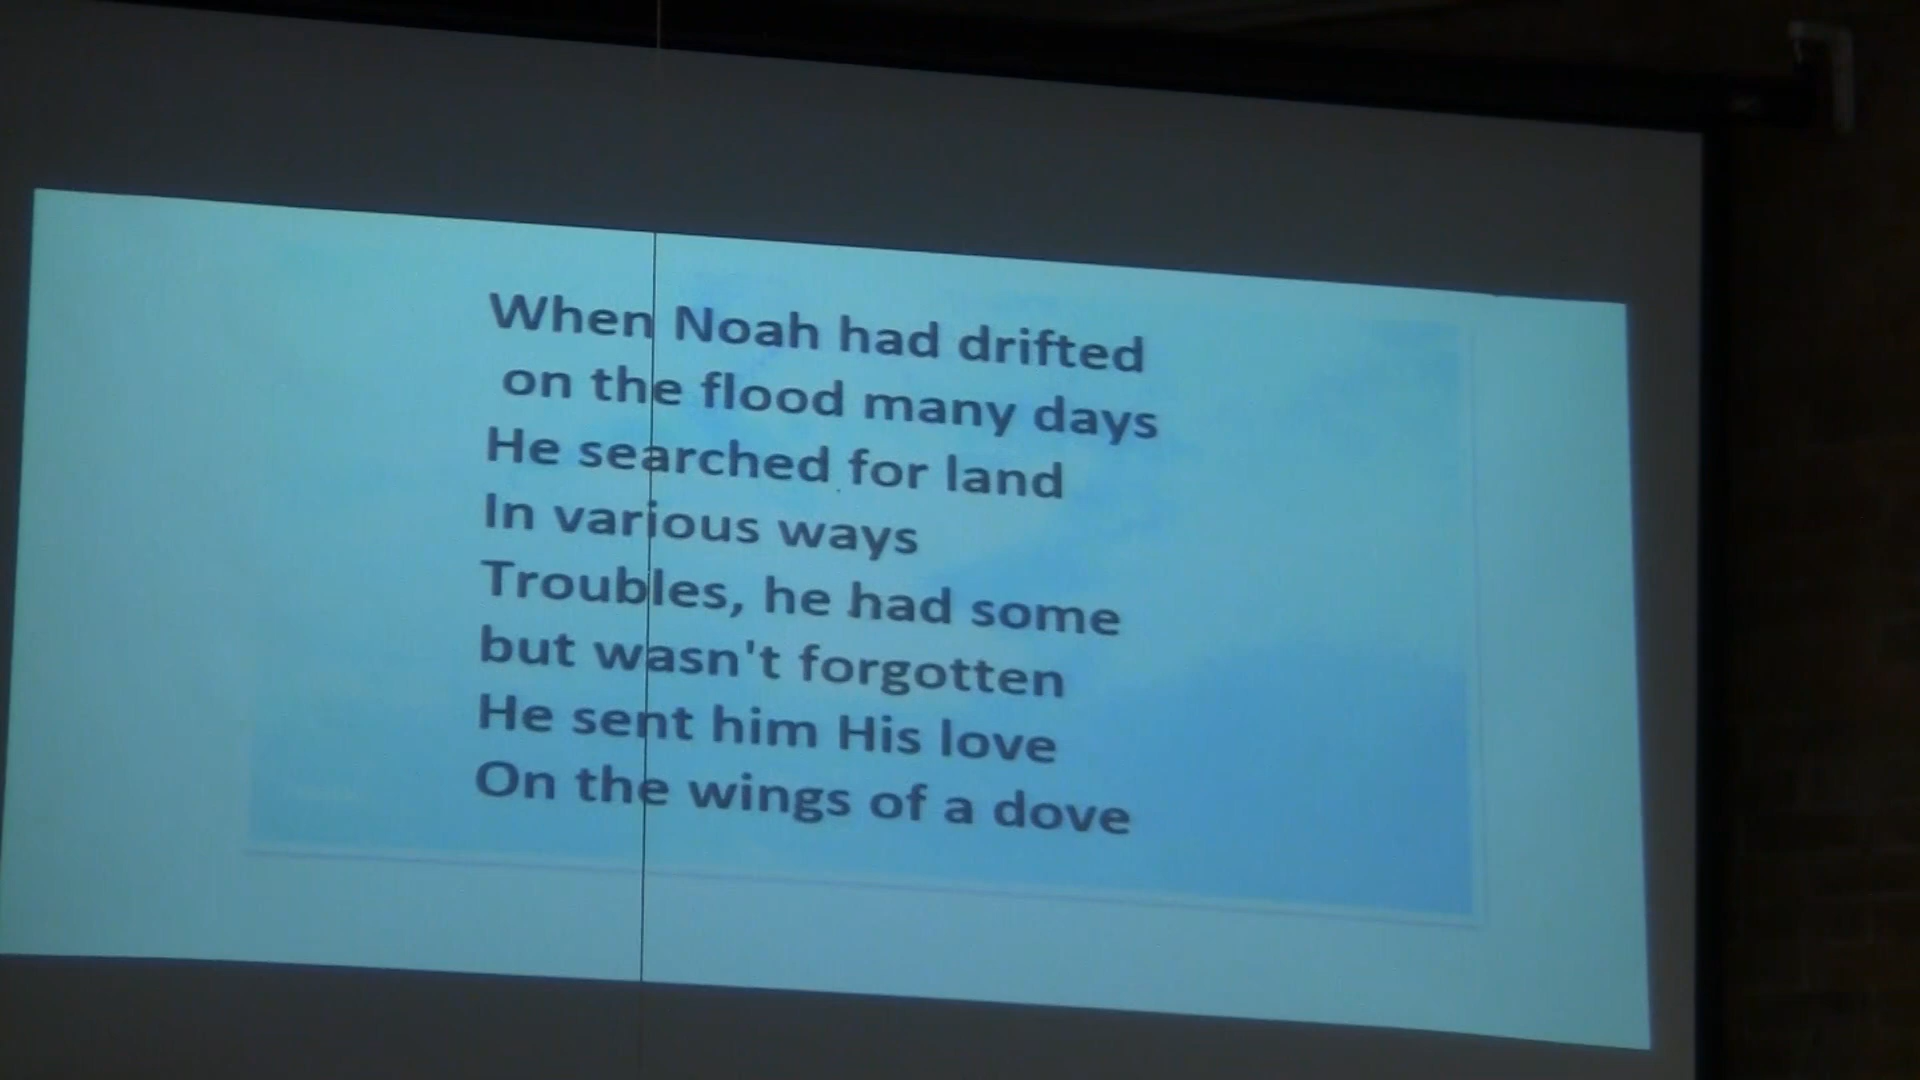 When Noah had drifted
on the flood many days
He searched for land
In various ways
Troubles, he had some
but wasn't forgotten
He sent him His love
On the wings of a dove